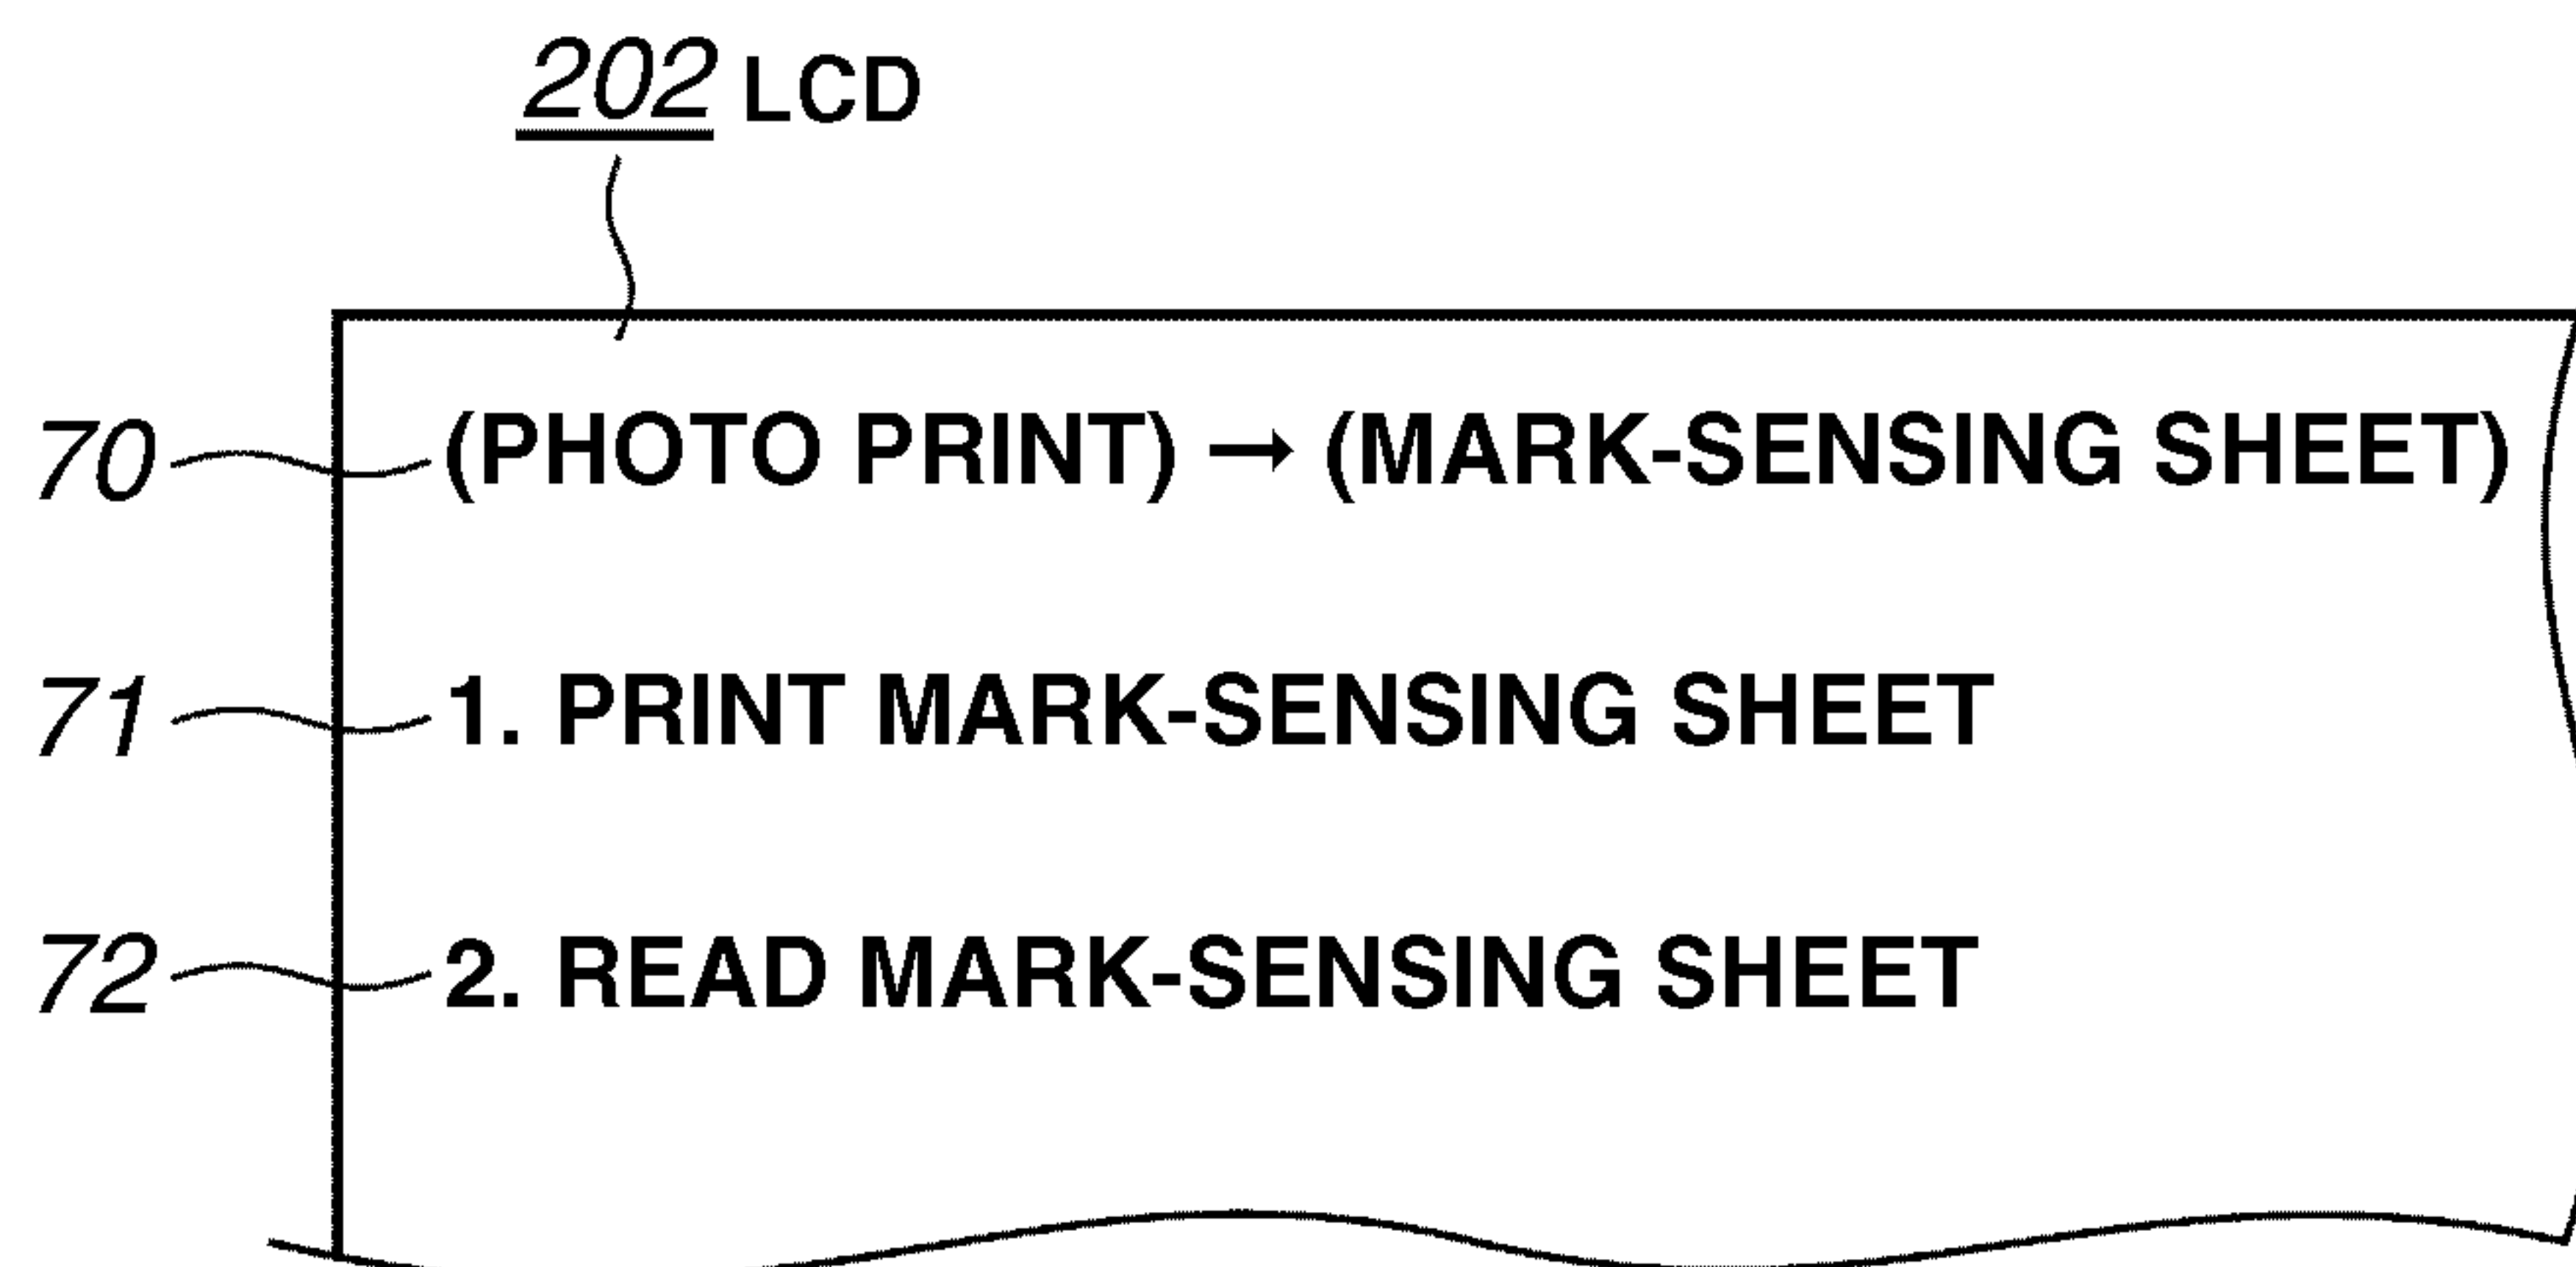 202 LCD
70 (PHOTO PRINT) → (MARK-SENSING SHEET)
71 1. PRINT MARK-SENSING SHEET
72 2. READ MARK-SENSING SHEET